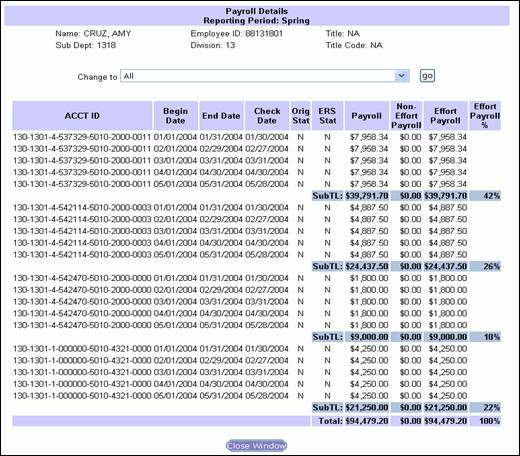 Payroll Details
Reporting Period: Spring
Name: CRUZ, AMY Employee ID: 88131801 Title: NA
Sub Dept: 1318 Division: 13 Title Code: NA
Change to All go
ACCT ID Begin Date End Date Check Date Orig Stat ERS Stat Payroll Non-Effort Payroll Effort Payroll Effort Payroll %
130-1301-4-537329-5010-2000-0011 01/01/2004 01/31/2004 01/30/2004 N N $7,958.34 $0.00 $7,958.34
130-1301-4-537329-5010-2000-0011 02/01/2004 02/29/2004 02/27/2004 N N $7,958.34 $0.00 $7,958.34
130-1301-4-537329-5010-2000-0011 03/01/2004 03/31/2004 03/31/2004 N N $7,958.34 $0.00 $7,958.34
130-1301-4-537329-5010-2000-0011 04/01/2004 04/30/2004 04/30/2004 N N $7,958.34 $0.00 $7,958.34
130-1301-4-537329-5010-2000-0011 05/01/2004 05/31/2004 05/28/2004 N N $7,958.34 $0.00 $7,958.34
SubTL: $39,791.70 $0.00 $39,791.70 42%
130-1301-4-542114-5010-2000-0003 01/01/2004 01/31/2004 01/30/2004 N N $4,887.50 $0.00 $4,887.50
130-1301-4-542114-5010-2000-0003 02/01/2004 02/29/2004 02/27/2004 N N $4,887.50 $0.00 $4,887.50
130-1301-4-542114-5010-2000-0003 03/01/2004 03/31/2004 03/31/2004 N N $4,887.50 $0.00 $4,887.50
130-1301-4-542114-5010-2000-0003 04/01/2004 04/30/2004 04/30/2004 N N $4,887.50 $0.00 $4,887.50
130-1301-4-542114-5010-2000-0003 05/01/2004 05/31/2004 05/28/2004 N N $4,887.50 $0.00 $4,887.50
SubTL: $24,437.50 $0.00 $24,437.50 26%
130-1301-4-542470-5010-2000-0000 01/01/2004 01/31/2004 01/30/2004 N N $1,800.00 $0.00 $1,800.00
130-1301-4-542470-5010-2000-0000 02/01/2004 02/29/2004 02/27/2004 N N $1,800.00 $0.00 $1,800.00
130-1301-4-542470-5010-2000-0000 03/01/2004 03/31/2004 03/31/2004 N N $1,800.00 $0.00 $1,800.00
130-1301-4-542470-5010-2000-0000 04/01/2004 04/30/2004 04/30/2004 N N $1,800.00 $0.00 $1,800.00
130-1301-4-542470-5010-2000-0000 05/01/2004 05/31/2004 05/28/2004 N N $1,800.00 $0.00 $1,800.00
SubTL: $9,000.00 $0.00 $9,000.00 10%
130-1301-1-000000-5010-4321-0000 01/01/2004 01/31/2004 01/30/2004 N N $4,250.00 $0.00 $4,250.00
130-1301-1-000000-5010-4321-0000 02/01/2004 02/29/2004 02/27/2004 N N $4,250.00 $0.00 $4,250.00
130-1301-1-000000-5010-4321-0000 03/01/2004 03/31/2004 03/31/2004 N N $4,250.00 $0.00 $4,250.00
130-1301-1-000000-5010-4321-0000 04/01/2004 04/30/2004 04/30/2004 N N $4,250.00 $0.00 $4,250.00
130-1301-1-000000-5010-4321-0000 05/01/2004 05/31/2004 05/28/2004 N N $4,250.00 $0.00 $4,250.00
SubTL: $21,250.00 $0.00 $21,250.00 22%
Total: $94,479.20 $0.00 $94,479.20 100%
Close Window